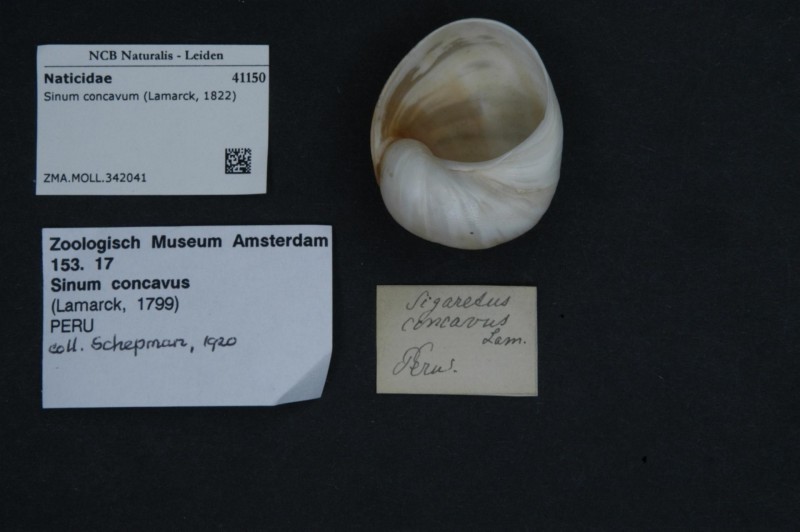 NCB Naturalis - Leiden
Naticidae 41150
Sinum concavum (Lamarck, 1822)
ZMA.MOLL.342041
Zoologisch Museum Amsterdam
153. 17
Sinum concavus
(Lamarck, 1799)
PERU
coll. Schepman, 1920
Sigaretus
concavus
Lam.
Peru.